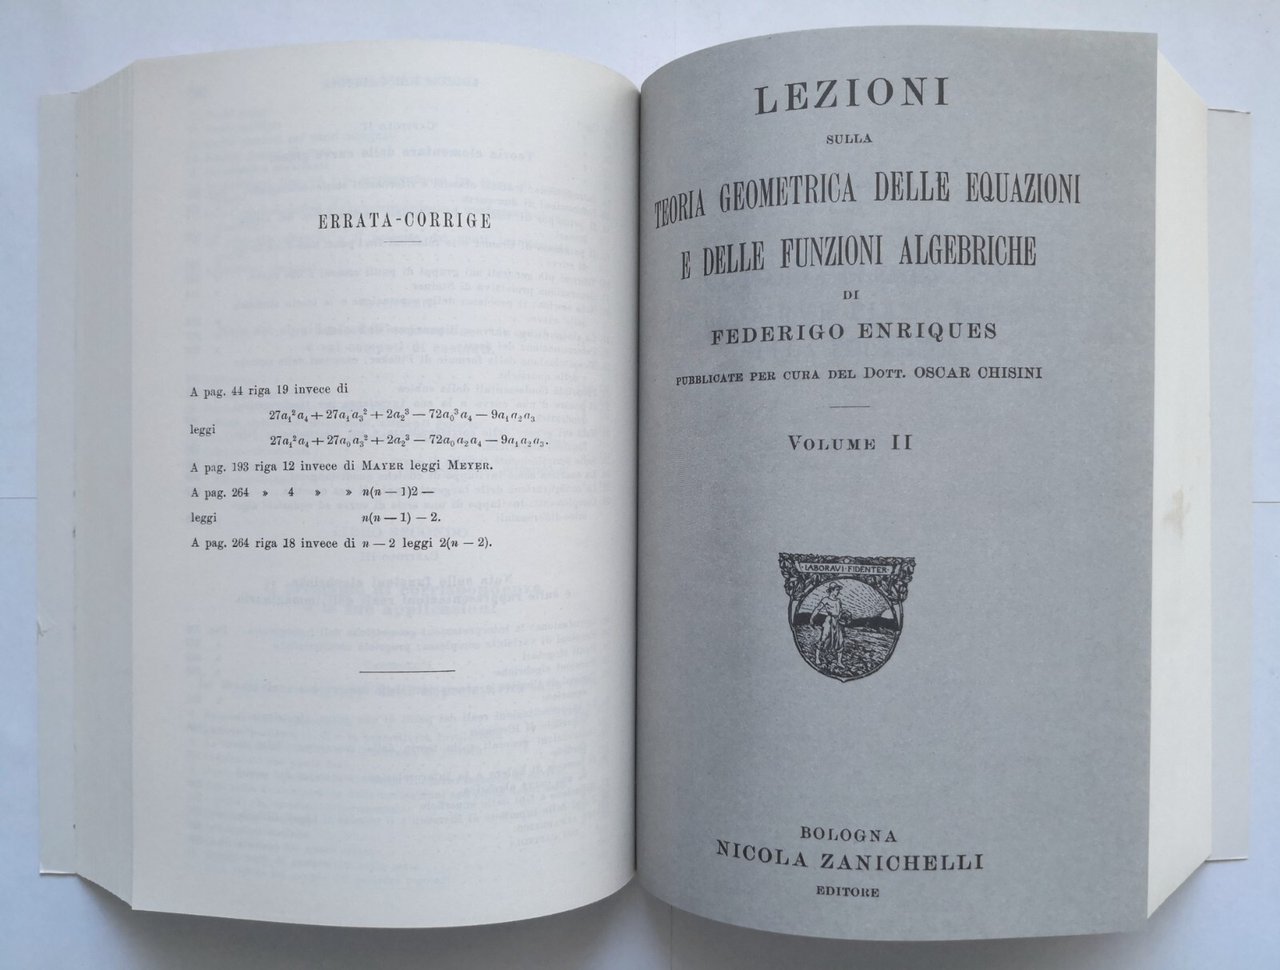 ERRATA-CORRIGE
A pag. 44 riga 19 invece di
27a₁²a₄ + 27a₁a₃² + 2a₂³ — 72a₀³a₄ — 9a₁a₂a₃
leggi
27a₁²a₄ + 27a₀a₃² + 2a₂³ — 72a₀a₂a₄ — 9a₁a₂a₃.
A pag. 193 riga 12 invece di MAYER leggi MEYER.
A pag. 264 » 4 » » n(n — 1)2 —
leggi n(n — 1) — 2.
A pag. 264 riga 18 invece di n — 2 leggi 2(n — 2).
LEZIONI
SULLA
TEORIA GEOMETRICA DELLE EQUAZIONI
E DELLE FUNZIONI ALGEBRICHE
DI
FEDERIGO ENRIQUES
PUBBLICATE PER CURA DEL DOTT. OSCAR CHISINI
VOLUME II
LABORAVI FIDENTER
BOLOGNA
NICOLA ZANICHELLI
EDITORE